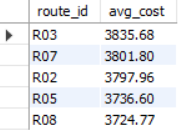 route_id avg_cost
R03 3835.68
R07 3801.80
R02 3797.96
R05 3736.60
R08 3724.77